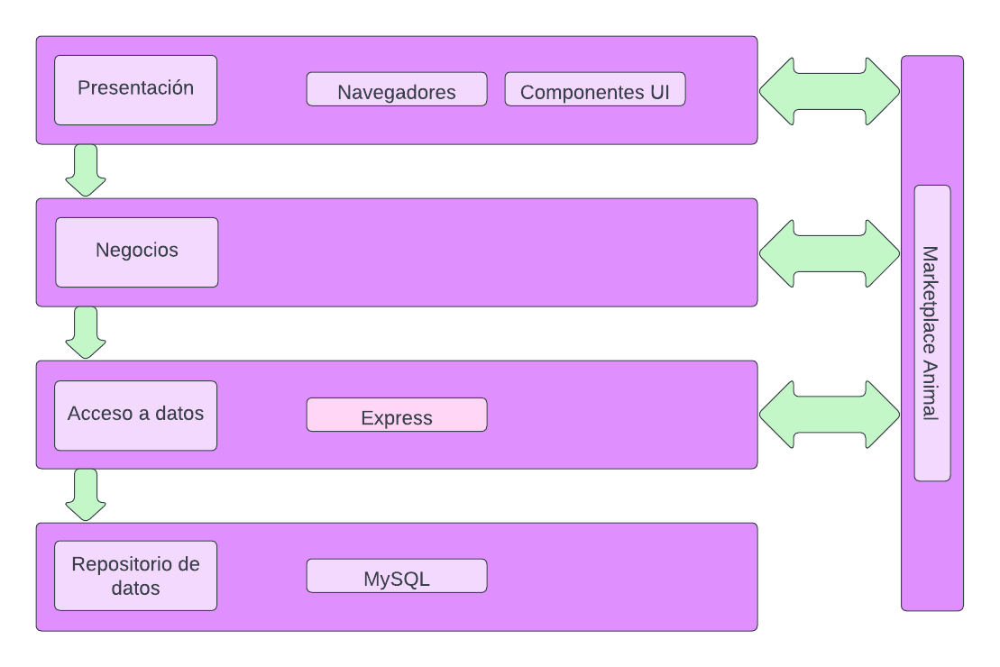 Presentación
Navegadores
Componentes UI
Negocios
Acceso a datos
Express
Repositorio de
datos
MySQL
Marketplace Animal